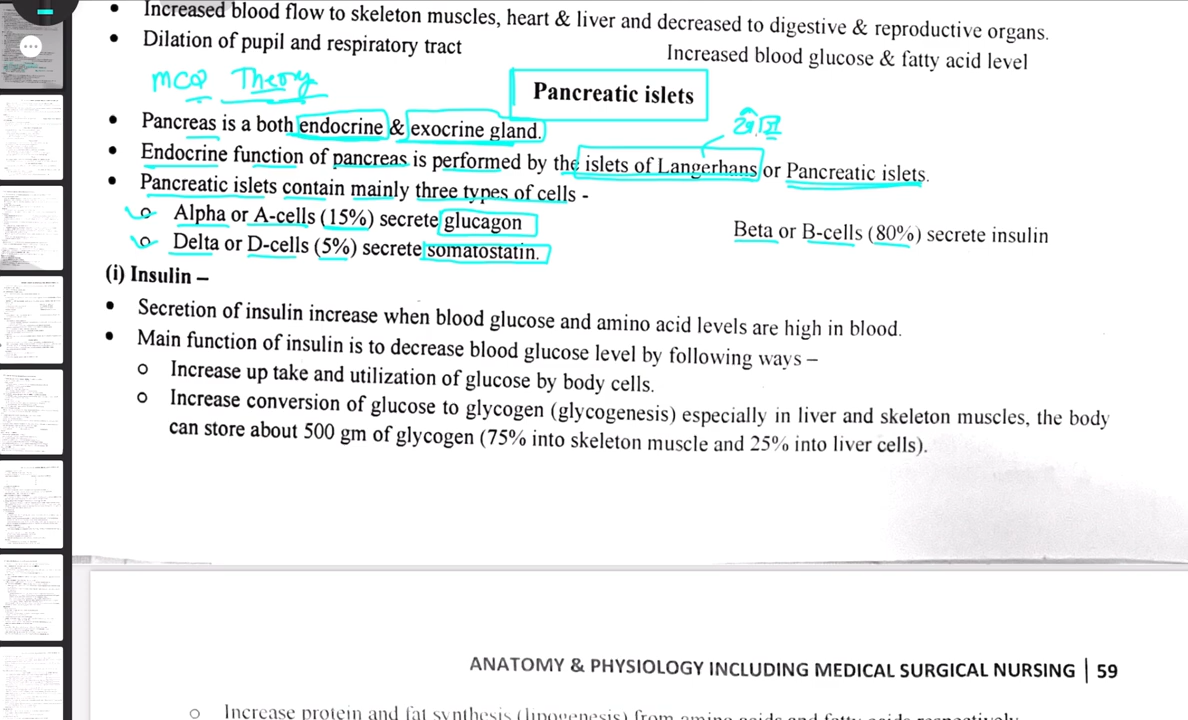 • Increased blood flow to skeleton muscles, heart & liver and decreased to digestive & reproductive organs.
• Dilation of pupil and respiratory tract Increased blood glucose & fatty acid level
MCQ Theory
Pancreatic islets
• Pancreas is a both endocrine & exocrine gland.
• Endocrine function of pancreas is performed by the islets of Langerhans or Pancreatic islets.
• Pancreatic islets contain mainly three types of cells -
o Alpha or A-cells (15%) secrete glucagon Beta or B-cells (80%) secrete insulin
o Delta or D-cells (5%) secrete somatostatin.
(i) Insulin –
• Secretion of insulin increase when blood glucose and amino acid levels are high in blood.
• Main function of insulin is to decrease blood glucose level by following ways –
o Increase up take and utilization of glucose by body cells.
o Increase conversion of glucose to glycogen (glycogenesis) especially in liver and skeleton muscles, the body
can store about 500 gm of glycogen (75% into skeleton muscle and 25% into liver cells).
ANATOMY & PHYSIOLOGY INCLUDING MEDICAL SURGICAL NURSING | 59
o Increase protein and fat synthesis (lipogenesis) from amino acids and fatty acids respectively